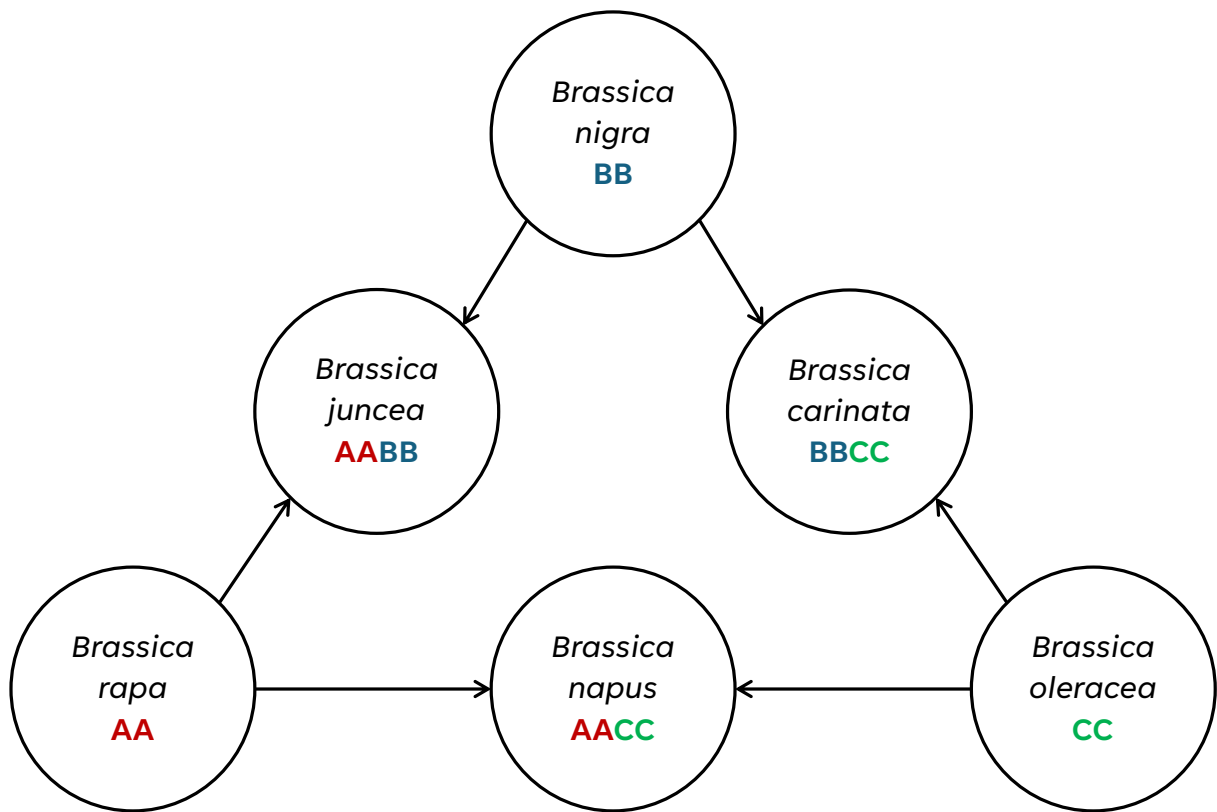 Brassica
nigra
BB
Brassica
juncea
AABB
Brassica
carinata
BBCC
Brassica
rapa
AA
Brassica
napus
AACC
Brassica
oleracea
CC